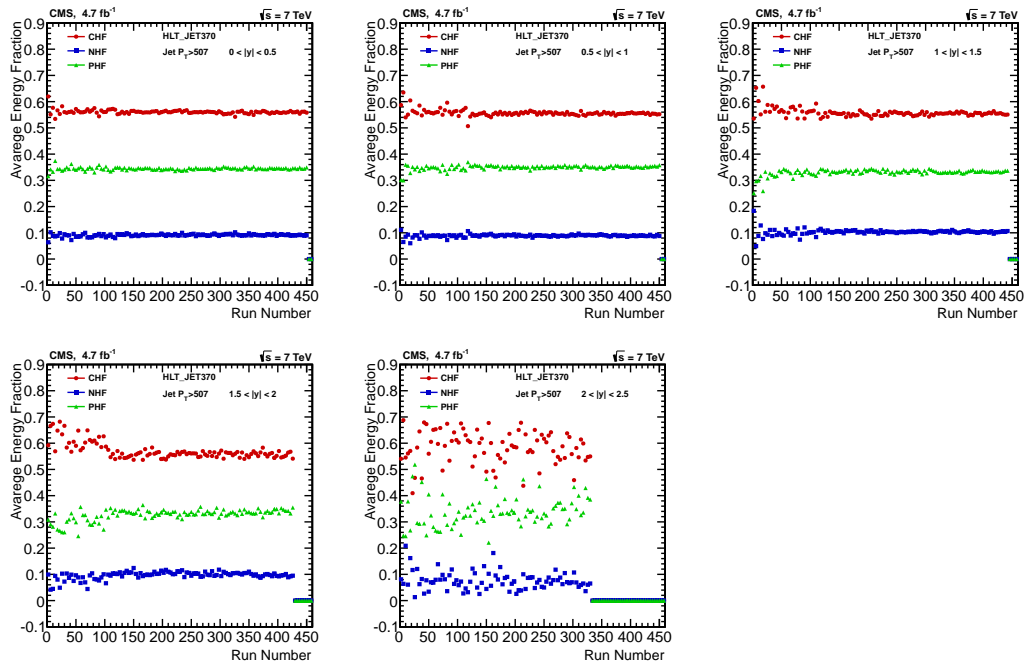 CMS, 4.7 fb⁻¹ √s = 7 TeV
HLT_JET370
CHF
NHF Jet P_T>507 0 < |y| < 0.5
PHF
Avarege Energy Fraction
0.9
0.8
0.7
0.6
0.5
0.4
0.3
0.2
0.1
0
-0.1
0 50 100 150 200 250 300 350 400 450
Run Number
CMS, 4.7 fb⁻¹ √s = 7 TeV
HLT_JET370
CHF
NHF Jet P_T>507 0.5 < |y| < 1
PHF
Avarege Energy Fraction
0.9
0.8
0.7
0.6
0.5
0.4
0.3
0.2
0.1
0
-0.1
0 50 100 150 200 250 300 350 400 450
Run Number
CMS, 4.7 fb⁻¹ √s = 7 TeV
HLT_JET370
CHF
NHF Jet P_T>507 1 < |y| < 1.5
PHF
Avarege Energy Fraction
0.9
0.8
0.7
0.6
0.5
0.4
0.3
0.2
0.1
0
-0.1
0 50 100 150 200 250 300 350 400 450
Run Number
CMS, 4.7 fb⁻¹ √s = 7 TeV
HLT_JET370
CHF
NHF Jet P_T>507 1.5 < |y| < 2
PHF
Avarege Energy Fraction
0.9
0.8
0.7
0.6
0.5
0.4
0.3
0.2
0.1
0
-0.1
0 50 100 150 200 250 300 350 400 450
Run Number
CMS, 4.7 fb⁻¹ √s = 7 TeV
HLT_JET370
CHF
NHF Jet P_T>507 2 < |y| < 2.5
PHF
Avarege Energy Fraction
0.9
0.8
0.7
0.6
0.5
0.4
0.3
0.2
0.1
0
-0.1
0 50 100 150 200 250 300 350 400 450
Run Number